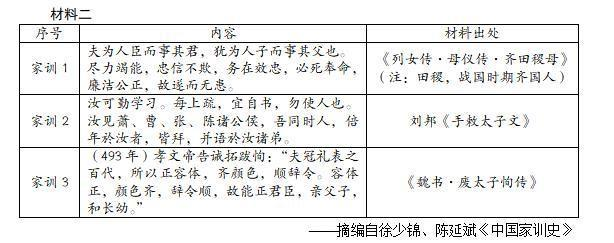 材料二
序号 内容 材料出处
家训 1
夫为人臣而事其君，犹为人子而事其父也。
尽力竭能，忠信不欺，务在效忠，必死奉命，
廉洁公正，故遂而无患。
《列女传·母仪传·齐田稷母》
（注：田稷，战国时期齐国人）
家训 2
汝可勤学习。每上疏，宜自书，勿使人也。
汝见萧、曹、张、陈诸公侯，吾同时人，倍
年於汝者，皆拜，并语於汝诸弟。
刘邦《手敕太子文》
家训 3
（493 年）孝文帝告诫拓跋恂：“夫冠礼表之
百代，所以正容体，齐颜色，顺辞令。容体
正，颜色齐，辞令顺，故能正君臣，亲父子，
和长幼。”
《魏书·废太子恂传》
——摘编自徐少锦、陈延斌《中国家训史》